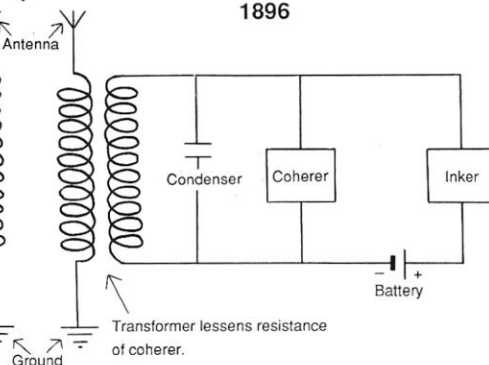 1896
Antenna
Condenser
Coherer
Inker
− +
Battery
Transformer lessens resistance
of coherer.
Ground